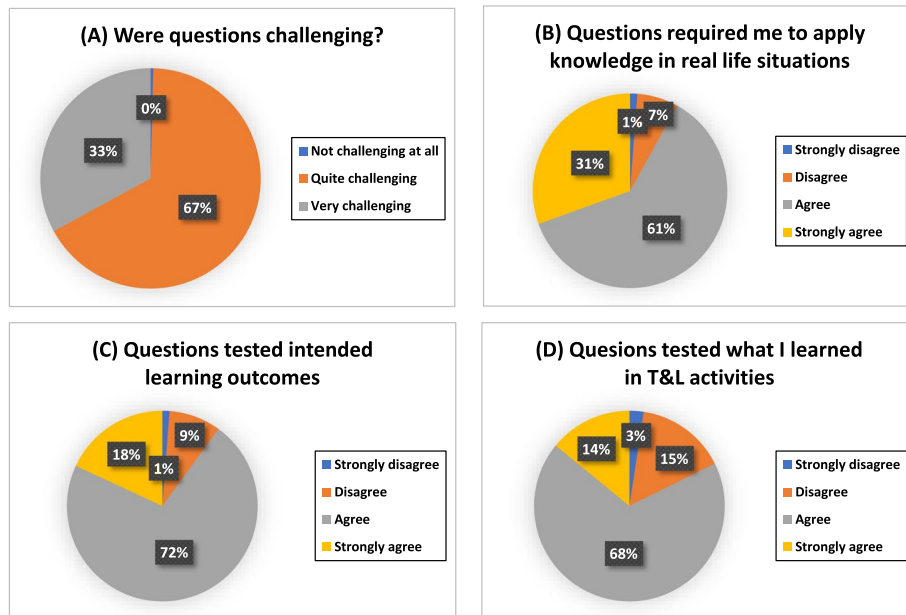 (A) Were questions challenging?
0%
33%
67%
Not challenging at all
Quite challenging
Very challenging
(B) Questions required me to apply
knowledge in real life situations
1%
7%
31%
61%
Strongly disagree
Disagree
Agree
Strongly agree
(C) Questions tested intended
learning outcomes
9%
18%
1%
72%
Strongly disagree
Disagree
Agree
Strongly agree
(D) Quesions tested what I learned
in T&L activities
3%
14%
15%
68%
Strongly disagree
Disagree
Agree
Strongly agree